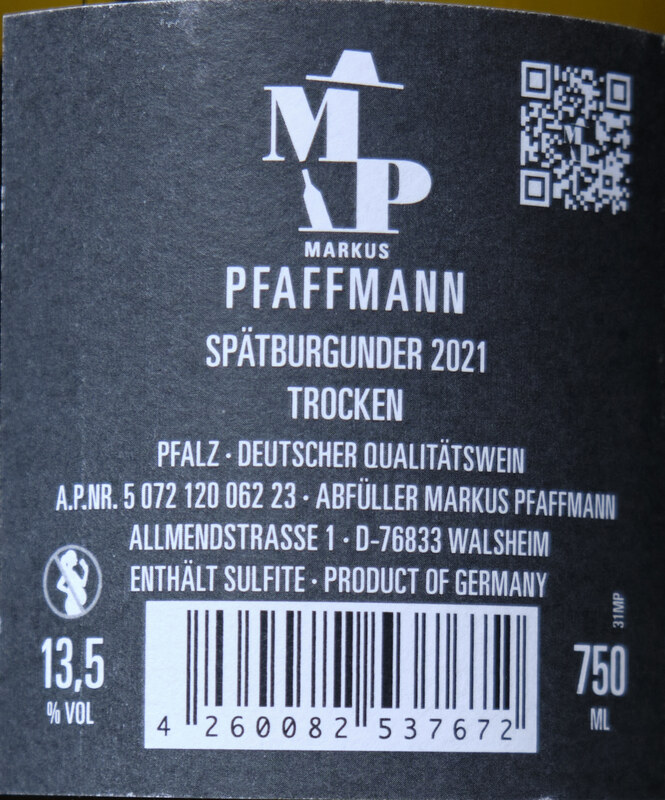 MP
MARKUS
PFAFFMANN
SPÄTBURGUNDER 2021
TROCKEN
PFALZ · DEUTSCHER QUALITÄTSWEIN
A.P.NR. 5 072 120 062 23 · ABFÜLLER MARKUS PFAFFMANN
ALLMENDSTRASSE 1 · D-76833 WALSHEIM
ENTHÄLT SULFITE · PRODUCT OF GERMANY
31MP
13,5
% VOL
750
ML
4 260082 537672